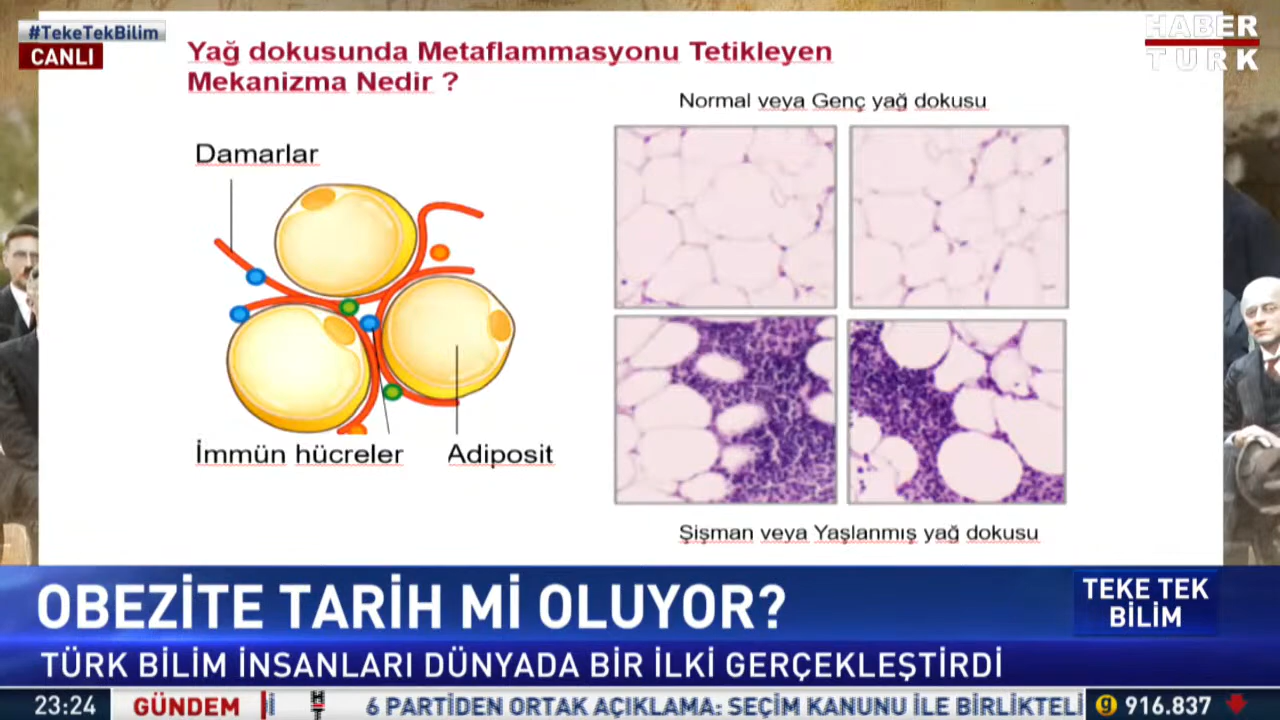 #TekeTekBilim
CANLI
HABER
TÜRK
Yağ dokusunda Metaflammasyonu Tetikleyen
Mekanizma Nedir ?
Normal veya Genç yağ dokusu
Damarlar
İmmün hücreler
Adiposit
Şişman veya Yaşlanmış yağ dokusu
OBEZİTE TARİH Mİ OLUYOR?
TEKE TEK
BİLİM
TÜRK BİLİM İNSANLARI DÜNYADA BİR İLKİ GERÇEKLEŞTİRDİ
23:24 GÜNDEM 6 PARTİDEN ORTAK AÇIKLAMA: SEÇİM KANUNU İLE BİRLİKTELİ 916.837